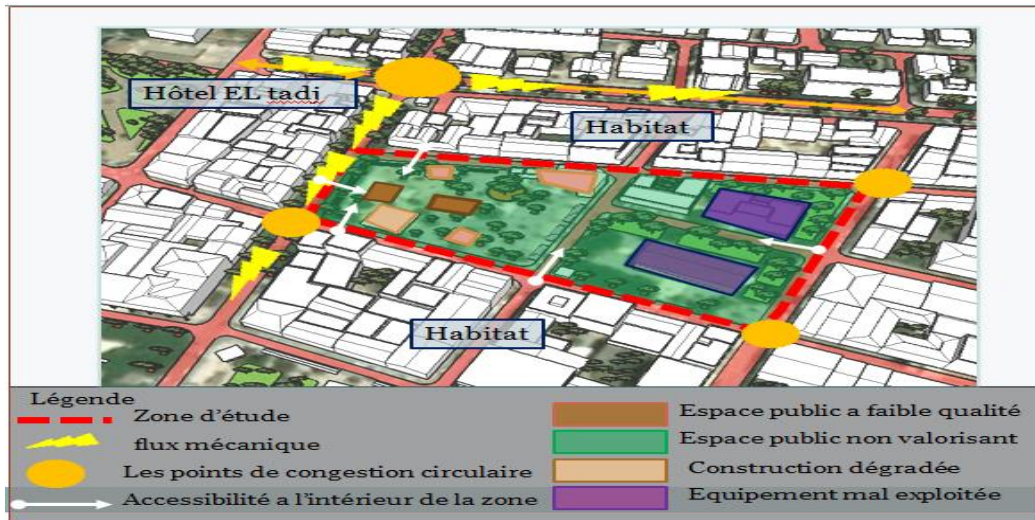 Hôtel EL tadj
Habitat
Habitat
Légende
Zone d'étude
flux mécanique
Les points de congestion circulaire
Accessibilité a l'intérieur de la zone
Espace public a faible qualité
Espace public non valorisant
Construction dégradée
Equipement mal exploitée